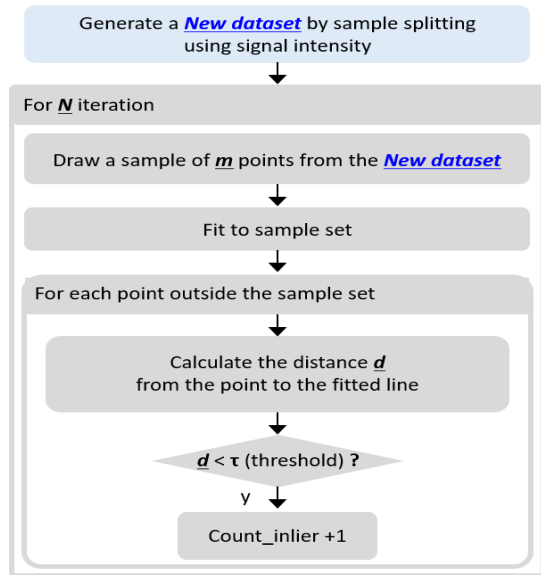 Generate a New dataset by sample splitting
using signal intensity
For N iteration
Draw a sample of m points from the New dataset
Fit to sample set
For each point outside the sample set
Calculate the distance d
from the point to the fitted line
d < τ (threshold) ?
y
Count_inlier +1